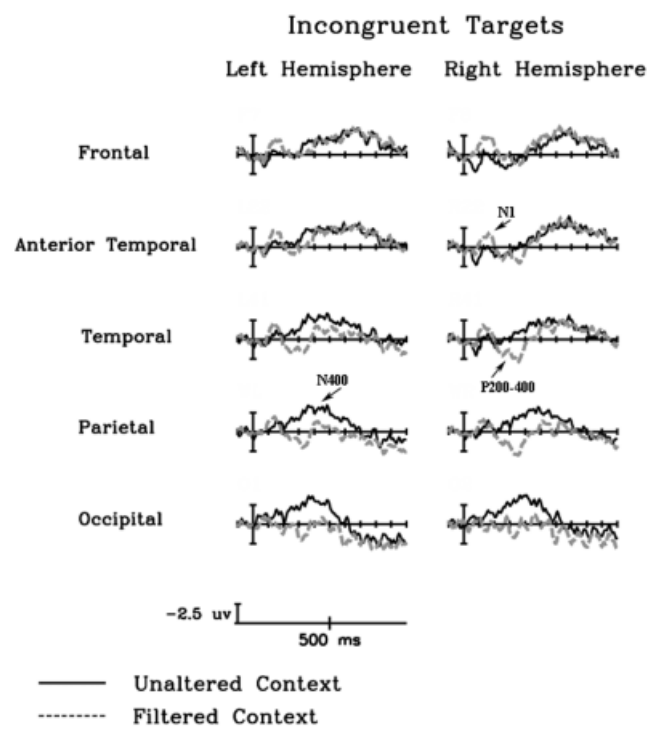 Incongruent Targets
Left Hemisphere Right Hemisphere
Frontal
N1
Anterior Temporal
Temporal
P200-400
N400
Parietal
Occipital
-2.5 uv
500 ms
Unaltered Context
Filtered Context